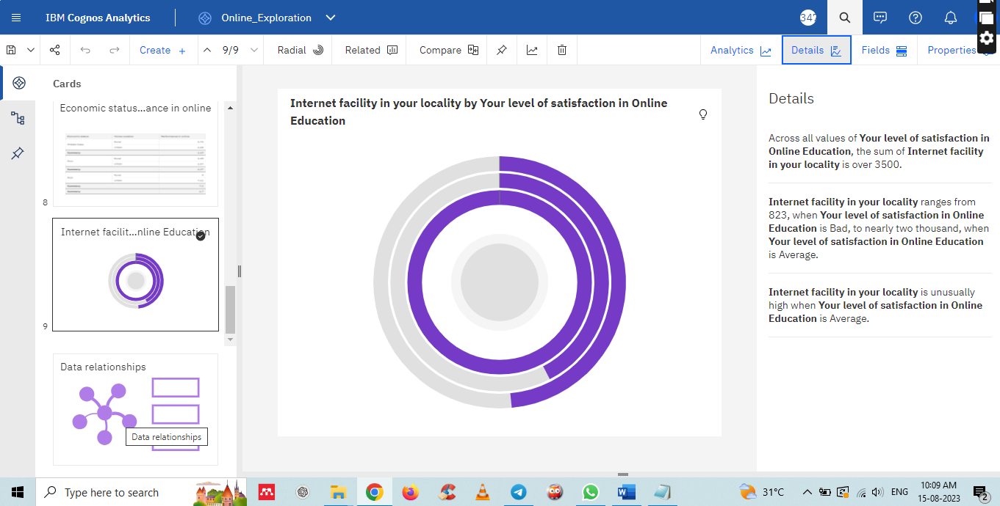 IBM Cognos Analytics
Online_Exploration
347
Create +
9/9
Radial
Related
Compare
Analytics
Details
Fields
Properties
Cards
Economic status...ance in online
8
Internet facilit...nline Education
9
Data relationships
Data relationships
Internet facility in your locality by Your level of satisfaction in Online
Education
Details
Across all values of Your level of satisfaction in
Online Education, the sum of Internet facility
in your locality is over 3500.
Internet facility in your locality ranges from
823, when Your level of satisfaction in Online
Education is Bad, to nearly two thousand, when
Your level of satisfaction in Online Education
is Average.
Internet facility in your locality is unusually
high when Your level of satisfaction in Online
Education is Average.
Type here to search
31°C
ENG
10:09 AM
15-08-2023
2